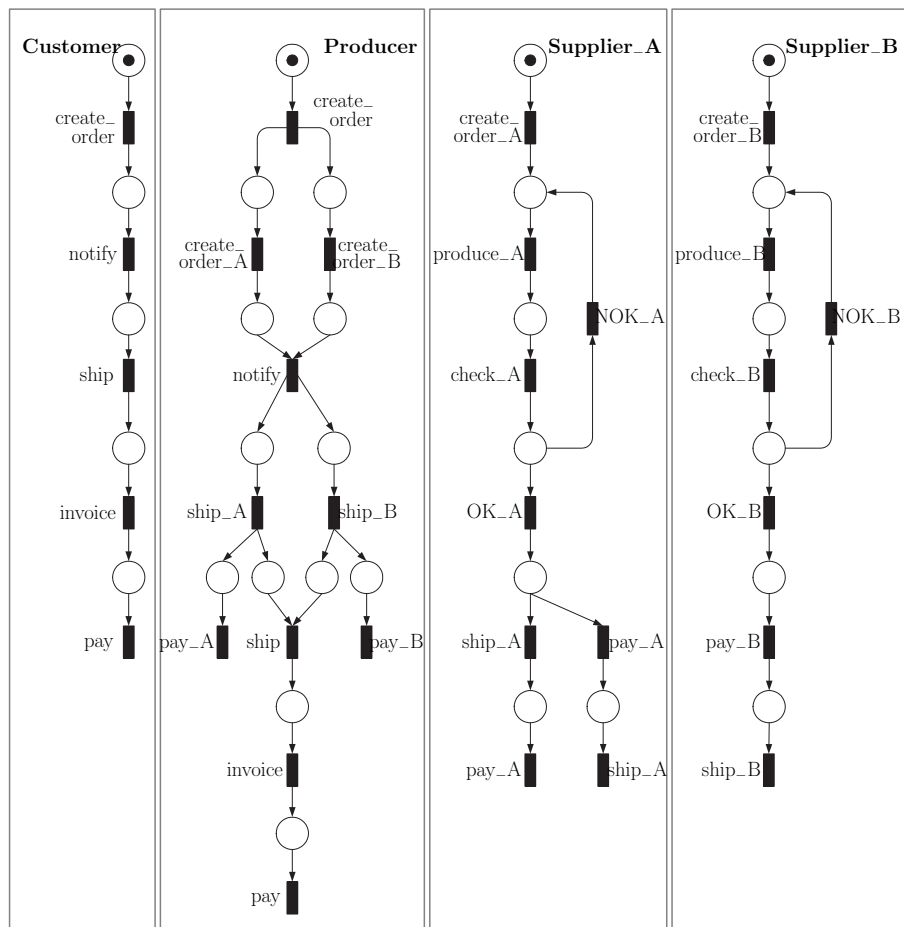 Customer
create_
order
notify
ship
invoice
pay
Producer
create_
order
create_
order_A
create_
order_B
notify
ship_A
ship_B
pay_A
ship
pay_B
invoice
pay
Supplier_A
create_
order_A
produce_A
NOK_A
check_A
OK_A
ship_A
pay_A
pay_A
ship_A
Supplier_B
create_
order_B
produce_B
NOK_B
check_B
OK_B
pay_B
ship_B